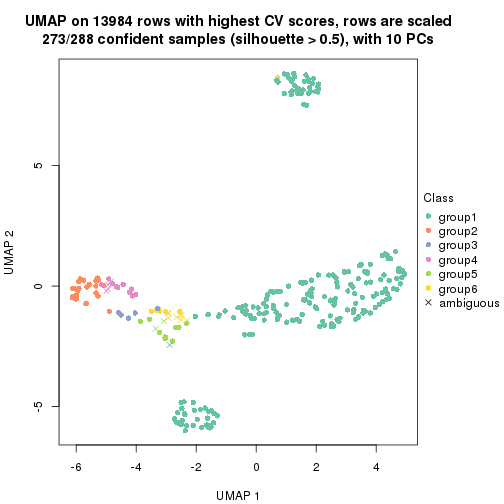 UMAP on 13984 rows with highest CV scores, rows are scaled
273/288 confident samples (silhouette > 0.5), with 10 PCs
5
0
-5
UMAP 2
-6
-4
-2
0
2
4
UMAP 1
Class
group1
group2
group3
group4
group5
group6
ambiguous